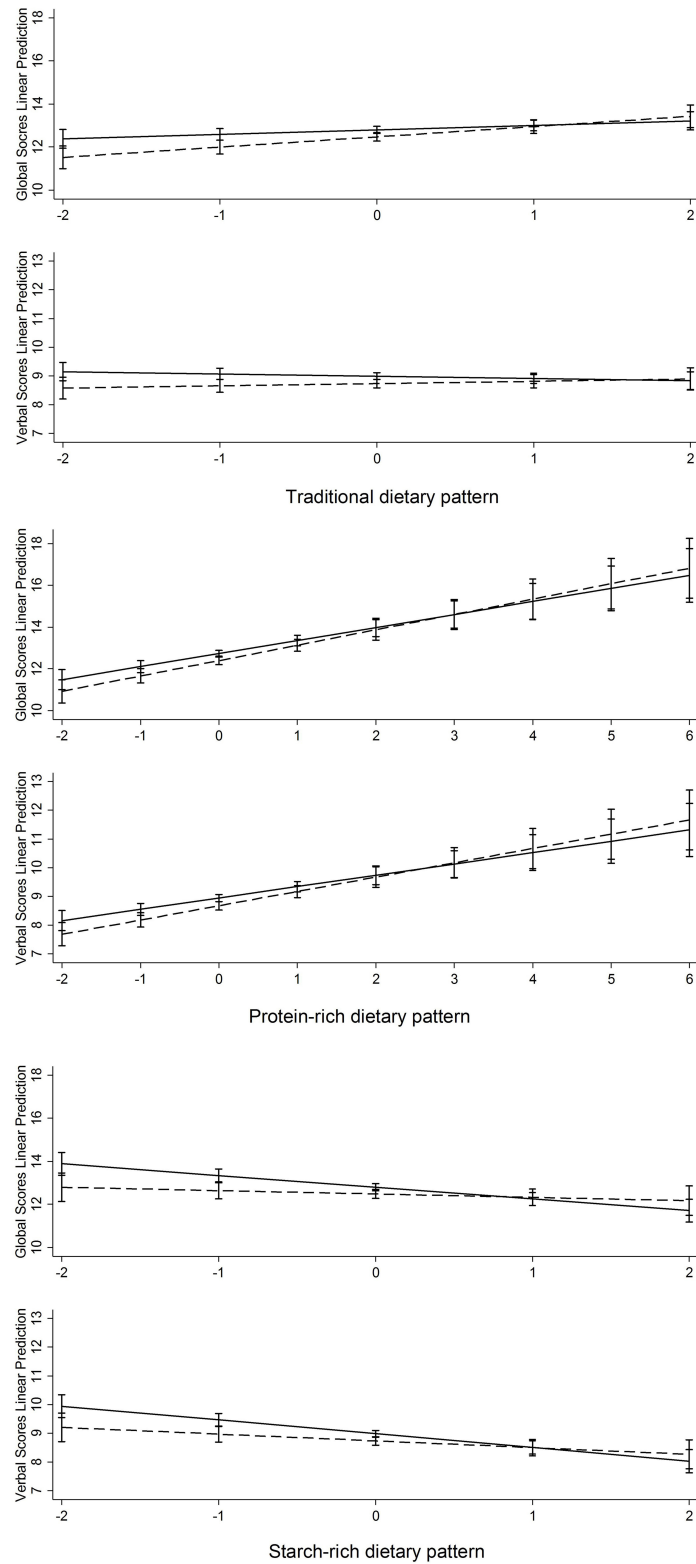 Global Socres Linear Prediction
18
16
14
12
10
-2 -1 0 1 2
Verbal Scores Linear Prediction
13
12
11
10
9
8
7
-2 -1 0 1 2
Traditional dietary pattern
Global Scores Linear Prediction
18
16
14
12
10
-2 -1 0 1 2 3 4 5 6
Verbal Scores Linear Prediction
13
12
11
10
9
8
7
-2 -1 0 1 2 3 4 5 6
Protein-rich dietary pattern
Global Scores Linear Prediction
18
16
14
12
10
-2 -1 0 1 2
Verbal Scores Linear Prediction
13
12
11
10
9
8
7
-2 -1 0 1 2
Starch-rich dietary pattern